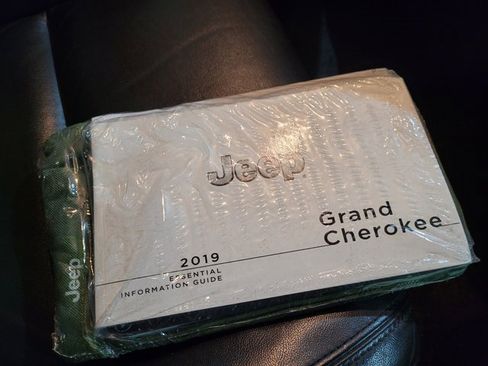 Jeep
Grand
Cherokee
2019
ESSENTIAL
INFORMATION GUIDE
Jeep